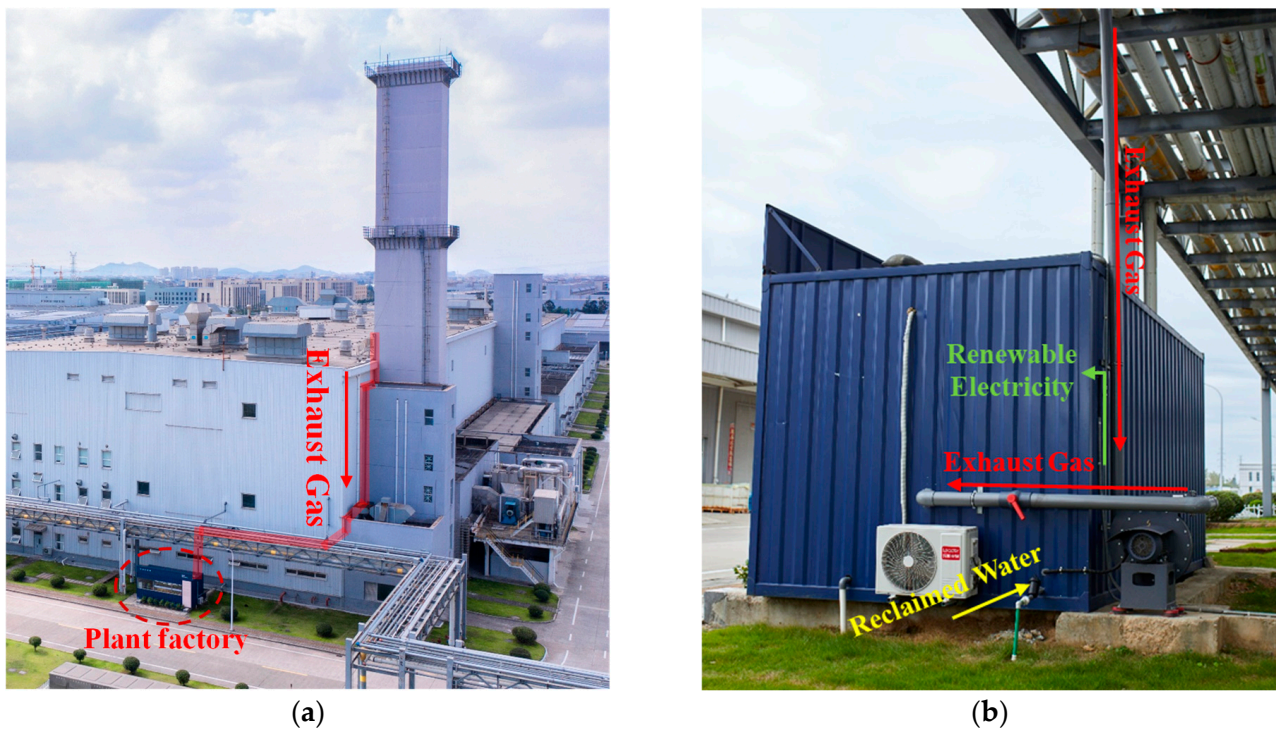 Exhaust Gas
Plant factory
(a)
Exhaust Gas
Renewable
Electricity
Exhaust Gas
Reclaimed Water
(b)